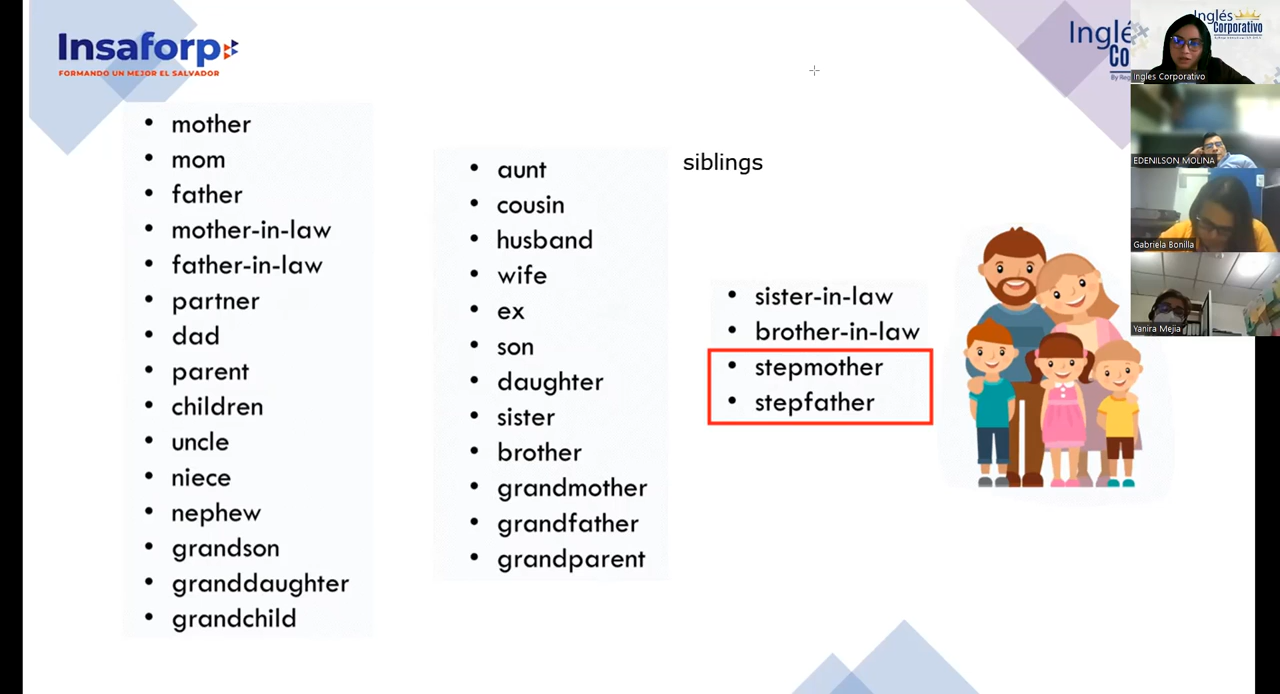 Insaforp
FORMANDO UN MEJOR EL SALVADOR
mother
mom
father
mother-in-law
father-in-law
partner
dad
parent
children
uncle
niece
nephew
grandson
granddaughter
grandchild
aunt
cousin
husband
wife
ex
son
daughter
sister
brother
grandmother
grandfather
grandparent
siblings
sister-in-law
brother-in-law
stepmother
stepfather
Inglés
Corporativo
Ingles Corporativo
EDENILSON MOLINA
Gabriela Bonilla
Yanira Mejia